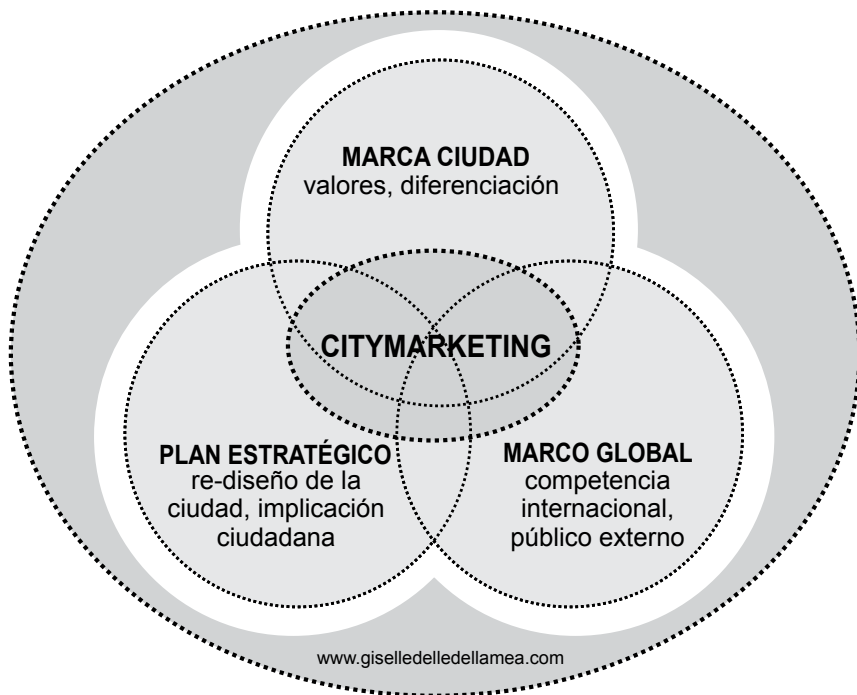 MARCA CIUDAD
valores, diferenciación
CITYMARKETING
PLAN ESTRATÉGICO
re-diseño de la
ciudad, implicación
ciudadana
MARCO GLOBAL
competencia
internacional,
público externo
www.giselledelledellamea.com